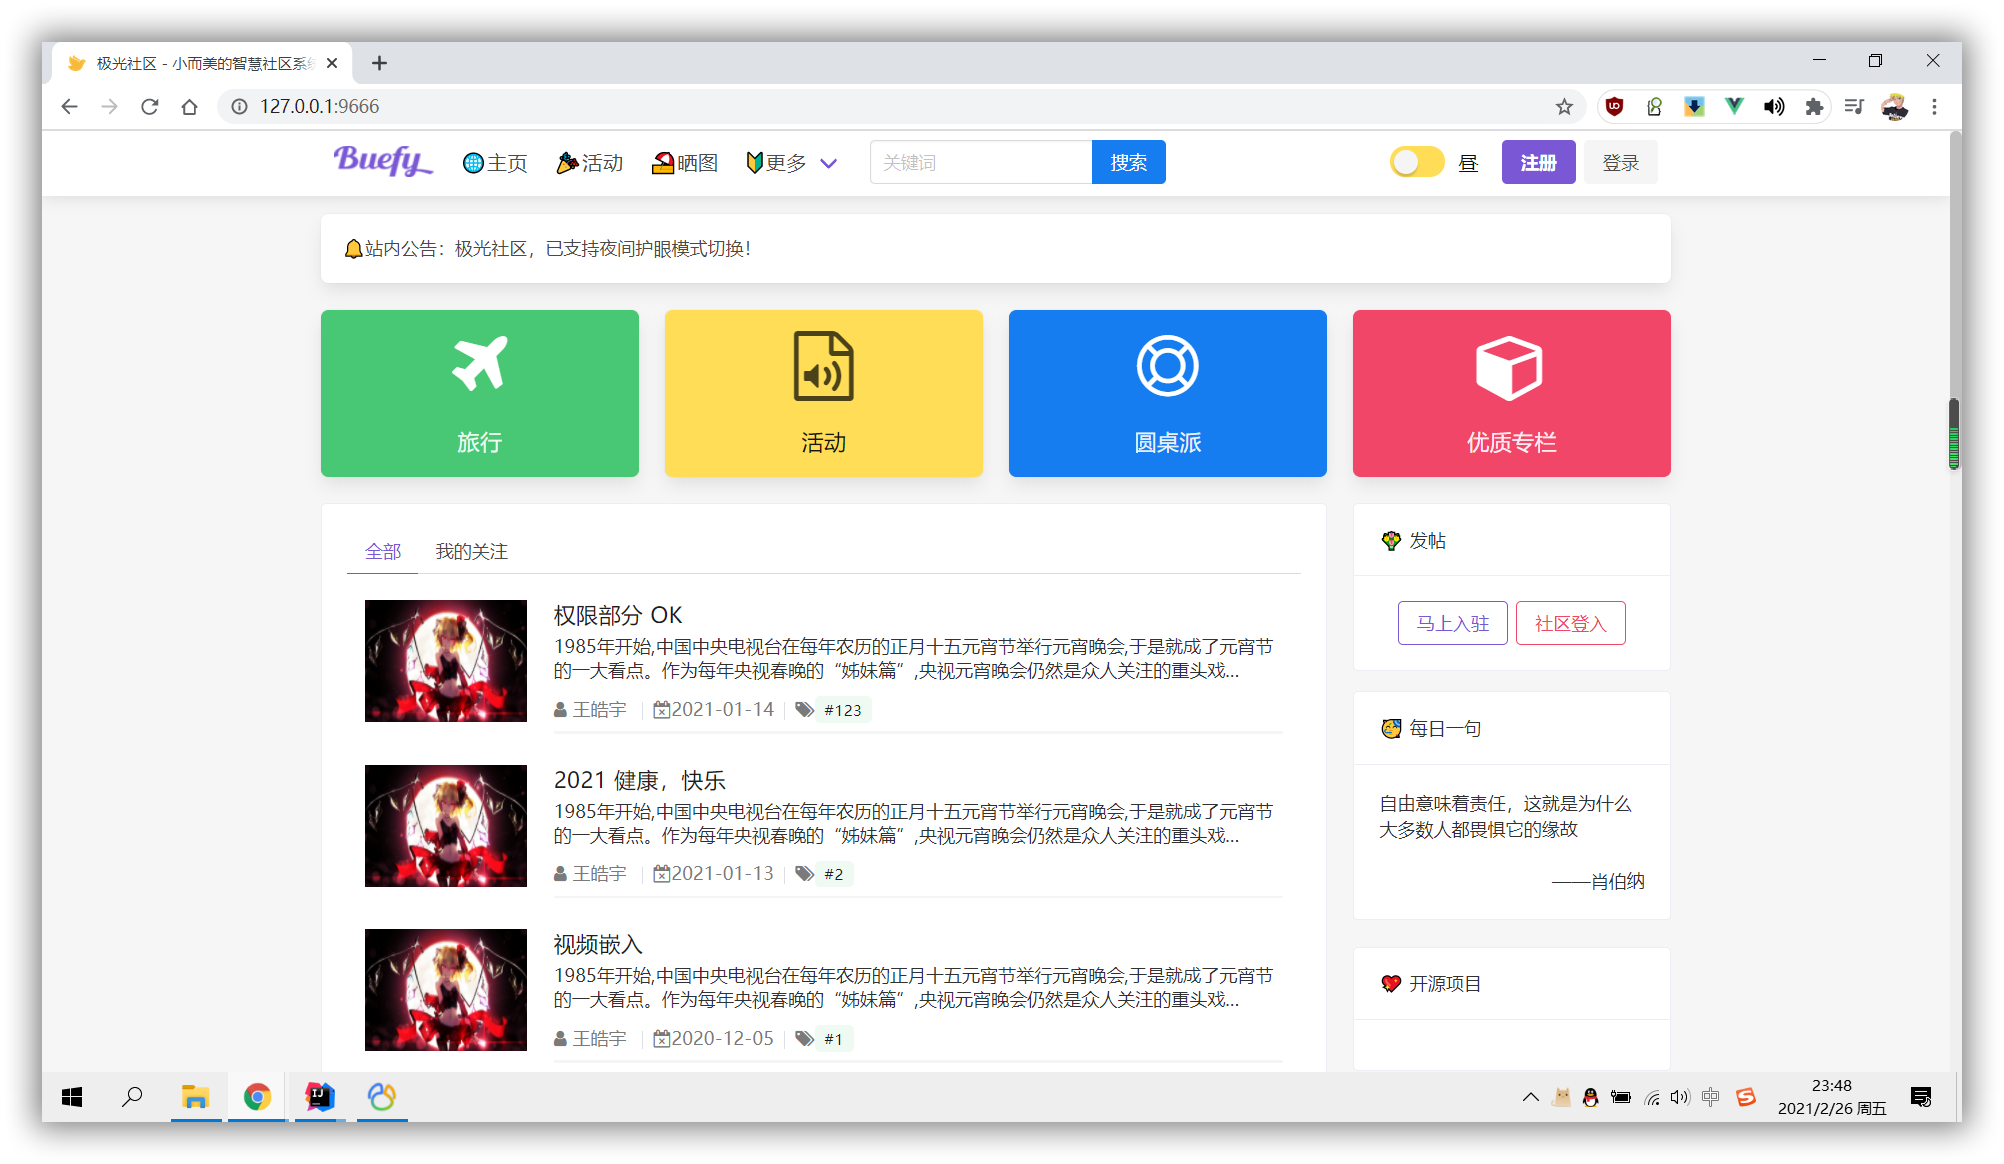 极光社区 - 小而美的智慧社区系统
127.0.0.1:9666
Buefy
主页
活动
晒图
更多
关键词
搜索
昼
注册
登录
站内公告：极光社区，已支持夜间护眼模式切换！
旅行
活动
圆桌派
优质专栏
全部
我的关注
权限部分 OK
1985年开始,中国中央电视台在每年农历的正月十五元宵节举行元宵晚会,于是就成了元宵节
的一大看点。作为每年央视春晚的“姊妹篇”,央视元宵晚会仍然是众人关注的重头戏...
王皓宇 2021-01-14 #123
2021 健康，快乐
1985年开始,中国中央电视台在每年农历的正月十五元宵节举行元宵晚会,于是就成了元宵节
的一大看点。作为每年央视春晚的“姊妹篇”,央视元宵晚会仍然是众人关注的重头戏...
王皓宇 2021-01-13 #2
视频嵌入
1985年开始,中国中央电视台在每年农历的正月十五元宵节举行元宵晚会,于是就成了元宵节
的一大看点。作为每年央视春晚的“姊妹篇”,央视元宵晚会仍然是众人关注的重头戏...
王皓宇 2020-12-05 #1
发帖
马上入驻
社区登入
每日一句
自由意味着责任，这就是为什么
大多数人都畏惧它的缘故
——肖伯纳
开源项目
中
23:48
2021/2/26 周五